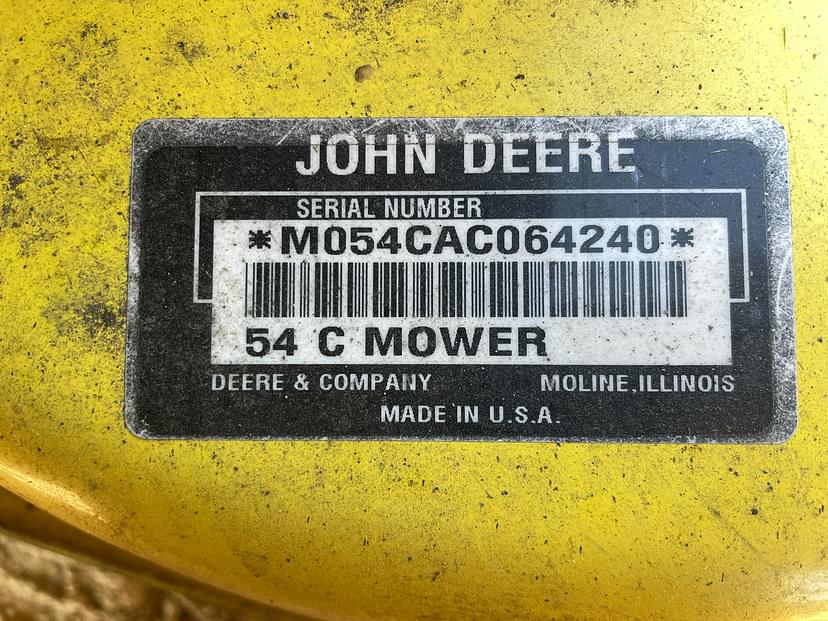 JOHN DEERE
SERIAL NUMBER
*M054CAC064240*
54 C MOWER
DEERE & COMPANY MOLINE, ILLINOIS
MADE IN U.S.A.